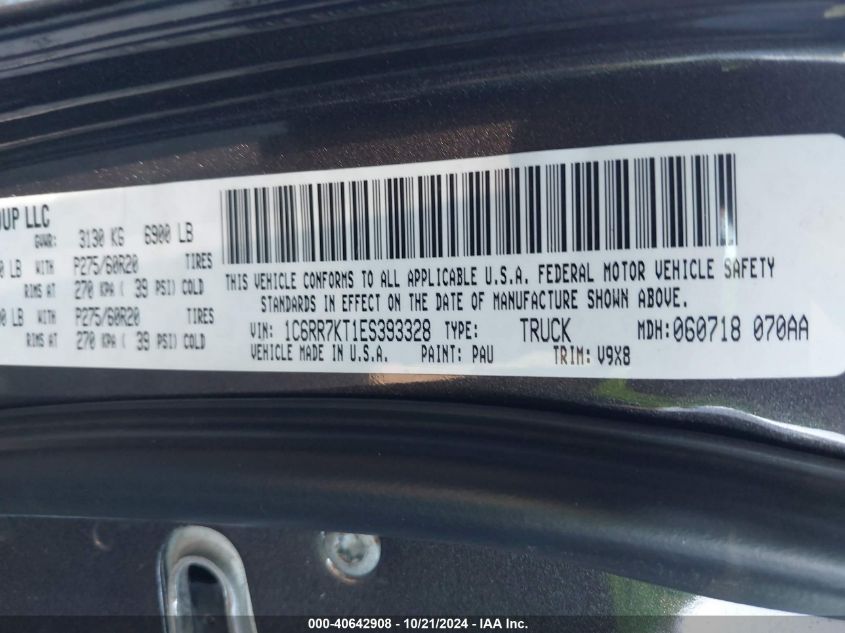 OUP LLC
GVWR: 3130 KG 6900 LB
LB WITH P275/60R20 TIRES
RIMS AT 270 KPA ( 39 PSI) COLD
LB WITH P275/60R20 TIRES
RIMS AT 270 KPA ( 39 PSI) COLD
THIS VEHICLE CONFORMS TO ALL APPLICABLE U.S.A. FEDERAL MOTOR VEHICLE SAFETY
STANDARDS IN EFFECT ON THE DATE OF MANUFACTURE SHOWN ABOVE.
VIN: 1C6RR7KT1ES393328 TYPE: TRUCK MDH:060718 070AA
VEHICLE MADE IN U.S.A. PAINT: PAU TRIM: V9X8
000-40642908 - 10/21/2024 - IAA Inc.